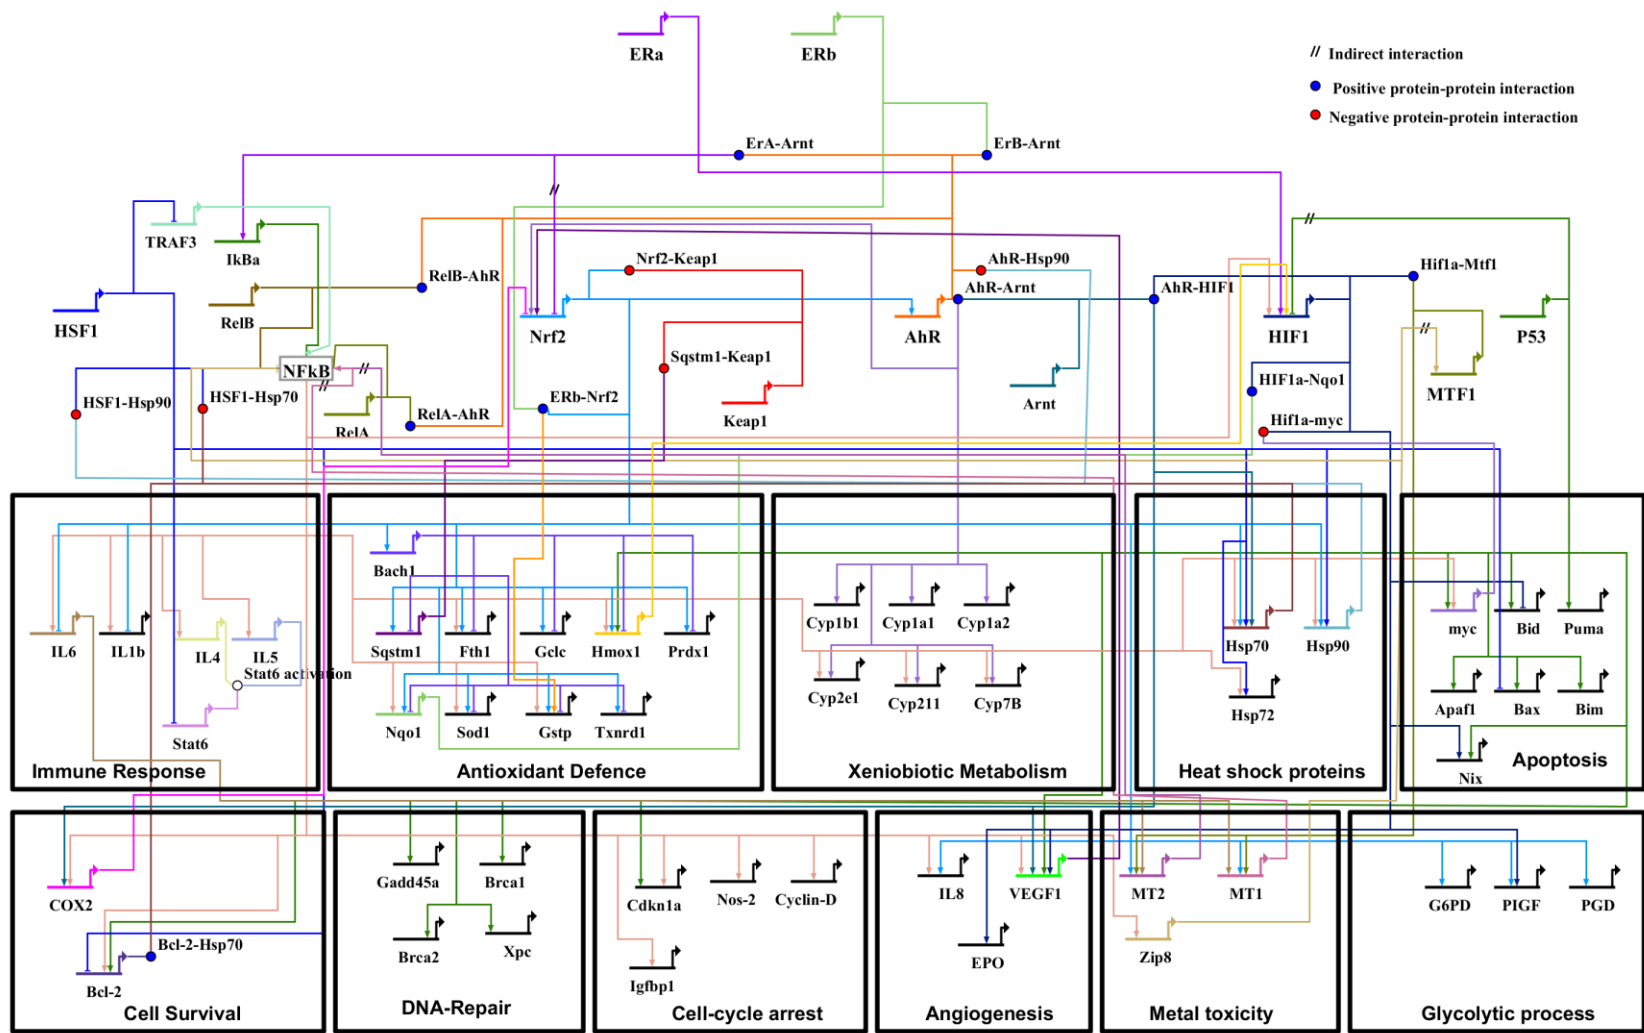 ERa
ERb
// Indirect interaction
Positive protein-protein interaction
Negative protein-protein interaction
ErA-Arnt
ErB-Arnt
TRAF3
IkBa
RelB-AhR
Nrf2-Keap1
AhR-Hsp90
Hif1a-Mtf1
AhR-Arnt
AhR-HIF1
HSF1
RelB
Nrf2
AhR
HIF1
P53
NFkB
Sqstm1-Keap1
HSF1-Hsp90
HSF1-Hsp70
RelA
RelA-AhR
ERb-Nrf2
Keap1
Arnt
HIF1a-Nqo1
Hif1a-myc
MTF1
Bach1
IL6
IL1b
IL4
IL5
Sqstm1
Fth1
Gclc
Hmox1
Prdx1
Cyp1b1
Cyp1a1
Cyp1a2
Hsp70
Hsp90
myc
Bid
Puma
Stat6 activation
Stat6
Nqo1
Sod1
Gstp
Txnrd1
Cyp2e1
Cyp211
Cyp7B
Hsp72
Apaf1
Bax
Bim
Nix
Immune Response
Antioxidant Defence
Xeniobiotic Metabolism
Heat shock proteins
Apoptosis
COX2
Gadd45a
Brca1
Cdkn1a
Nos-2
Cyclin-D
IL8
VEGF1
MT2
MT1
G6PD
PIGF
PGD
Bcl-2-Hsp70
Bcl-2
Brca2
Xpc
Igfbp1
EPO
Zip8
Cell Survival
DNA-Repair
Cell-cycle arrest
Angiogenesis
Metal toxicity
Glycolytic process